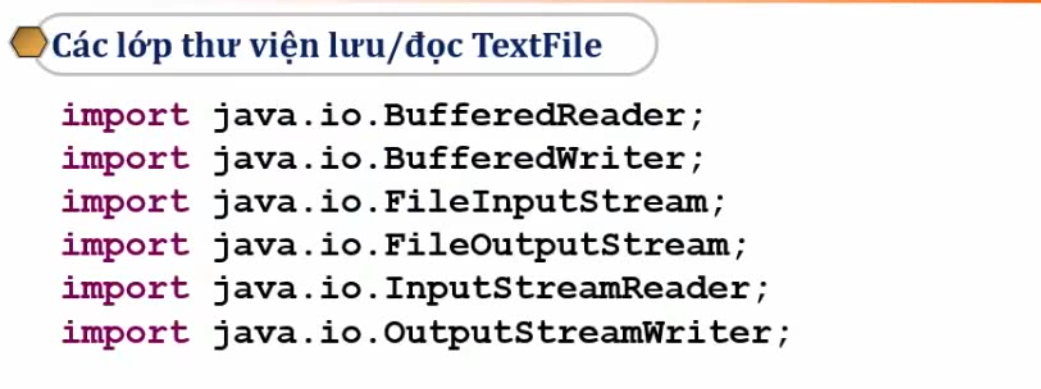 Các lớp thư viện lưu/đọc TextFile
import java.io.BufferedReader;
import java.io.BufferedWriter;
import java.io.FileInputStream;
import java.io.FileOutputStream;
import java.io.InputStreamReader;
import java.io.OutputStreamWriter;